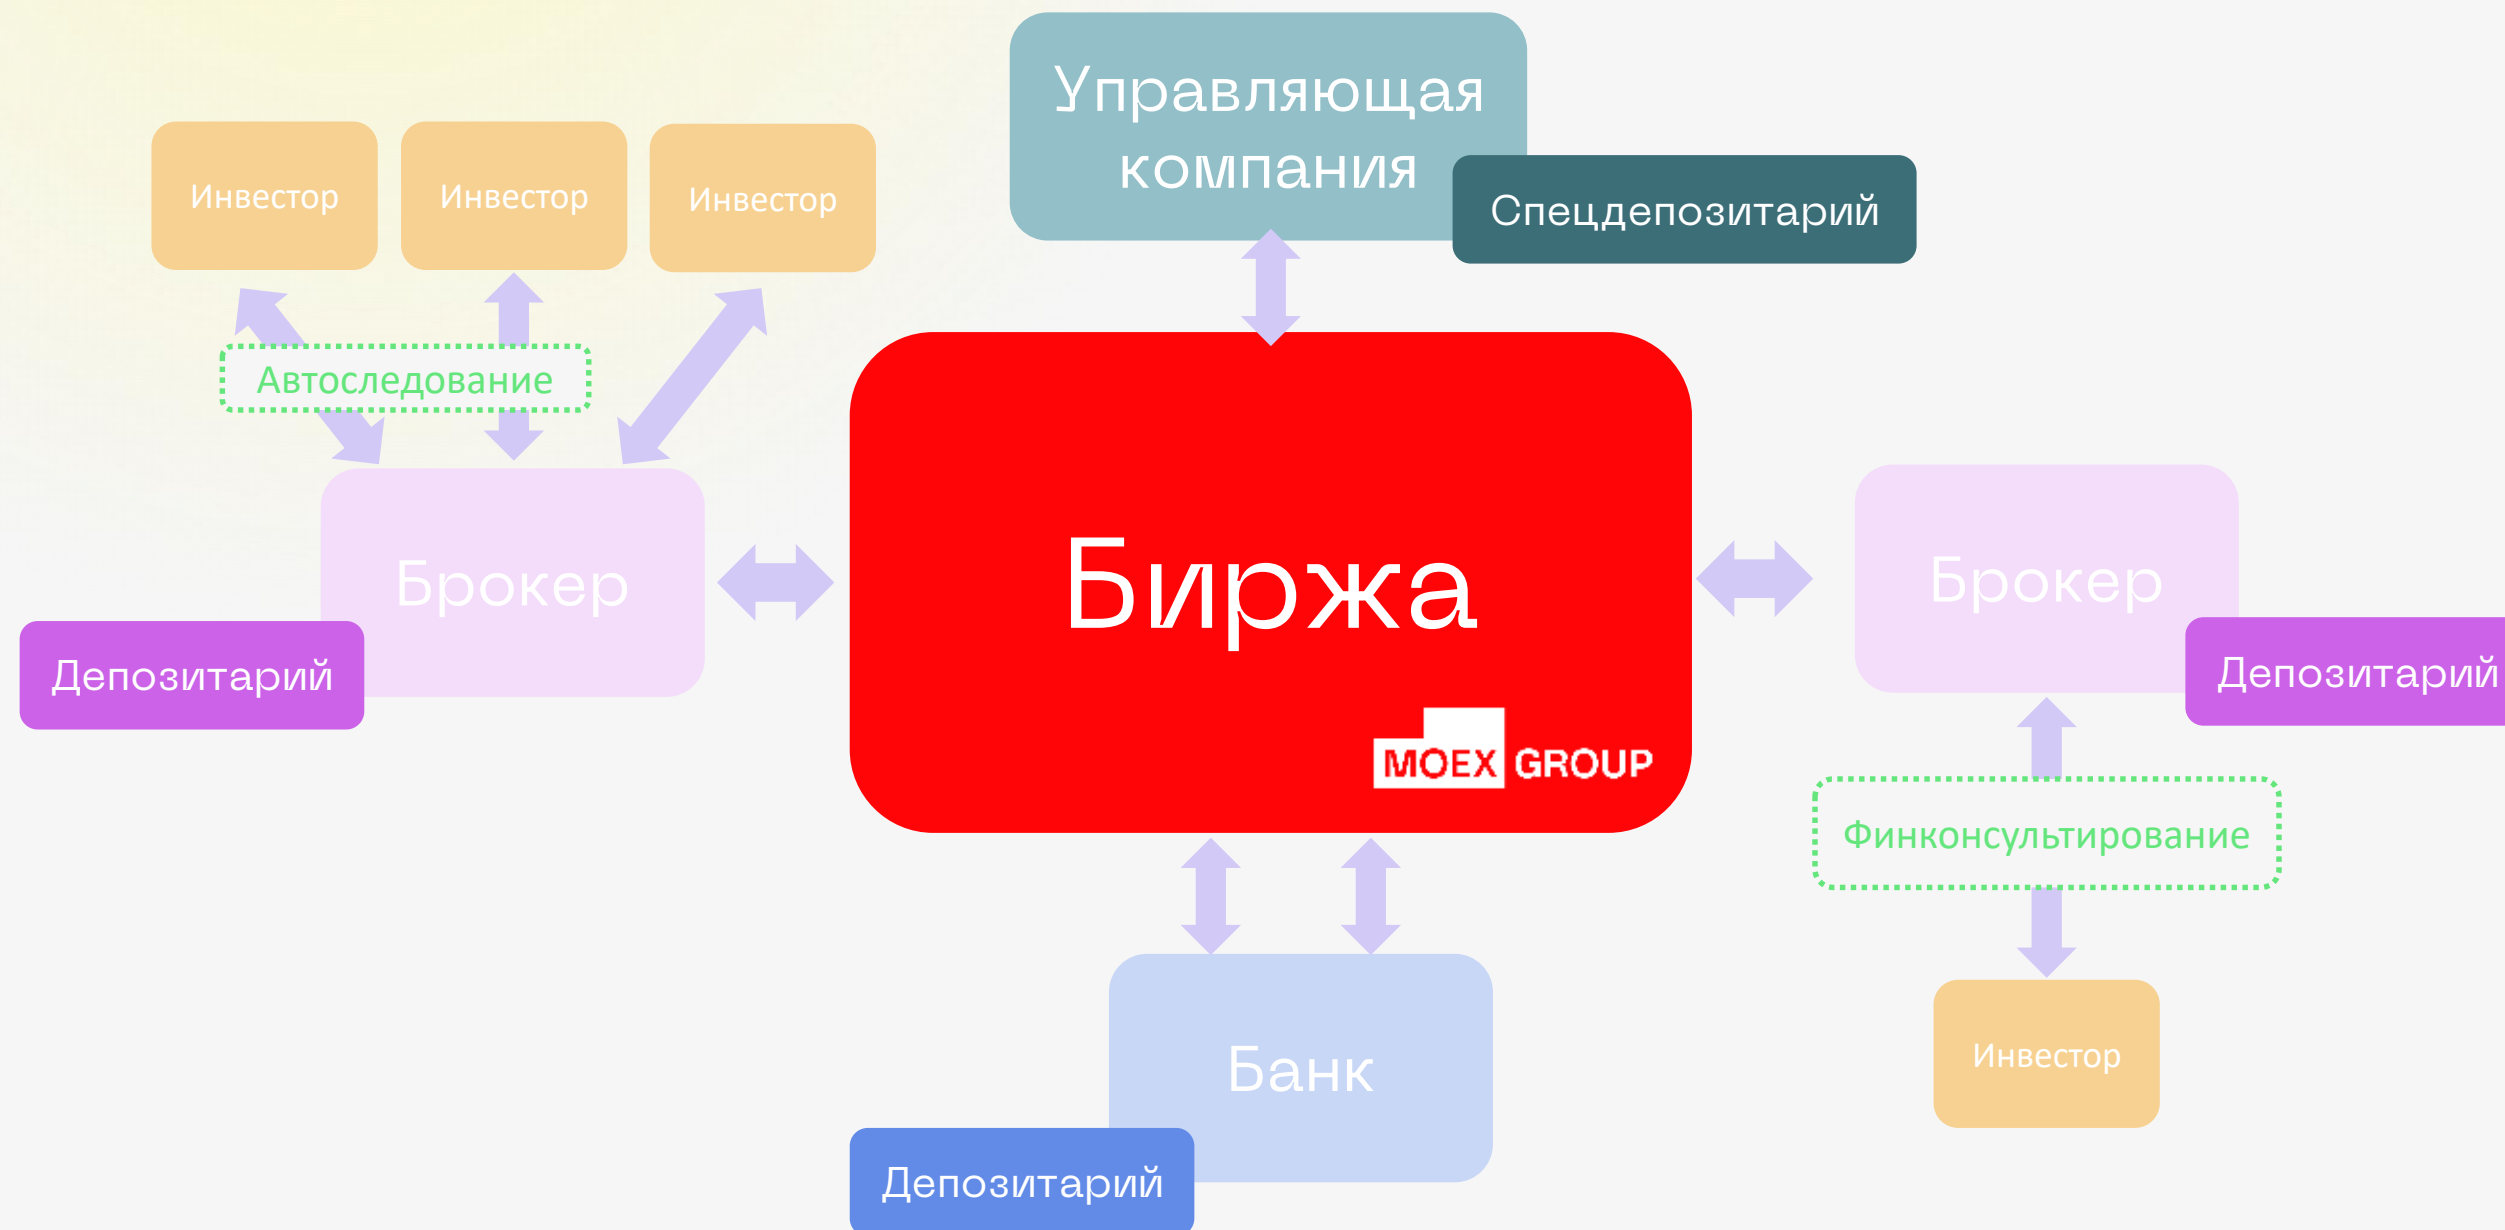 Управляющая
компания
Спецдепозитарий
Инвестор
Инвестор
Инвестор
Автоследование
Брокер
Депозитарий
Биржа
MOEX GROUP
Брокер
Депозитарий
Финконсультирование
Инвестор
Банк
Депозитарий